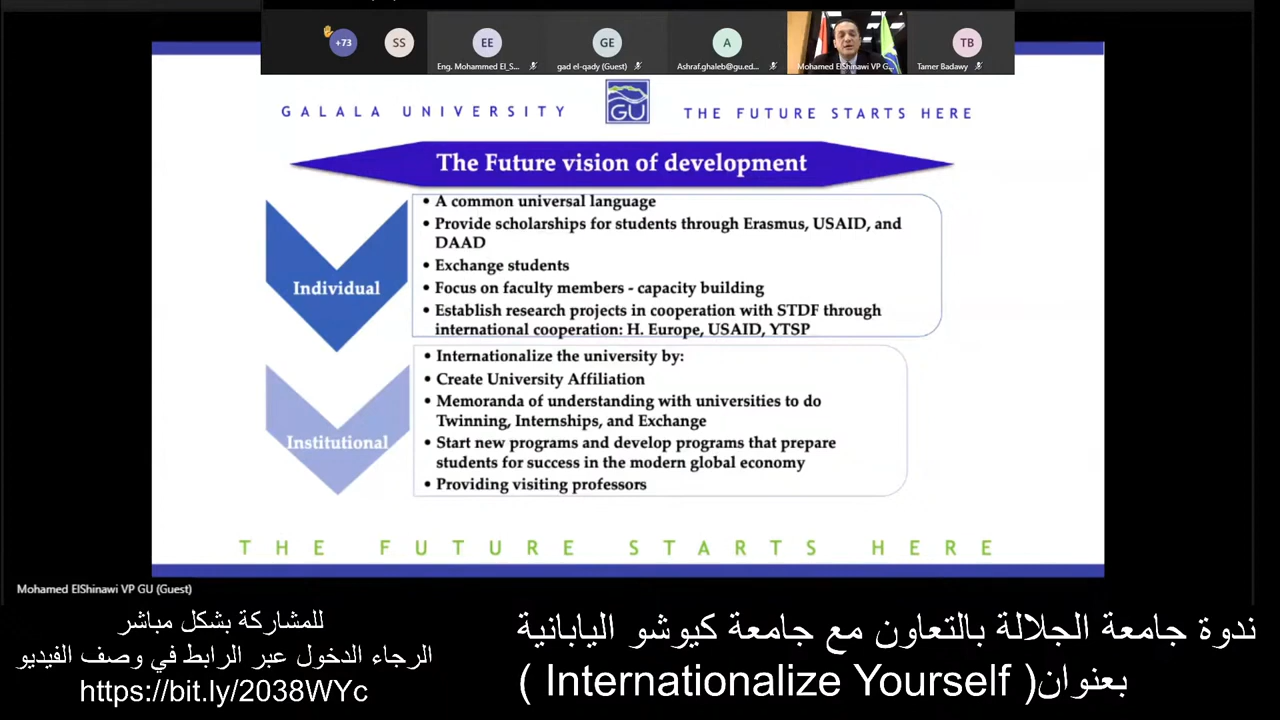 +73
SS
EE
GE
A
TB
Eng. Mohammed El_S...
gad el-qady (Guest)
Ashraf.ghaleb@gu.ed...
Mohamed ElShinawi VP G...
Tamer Badawy
GALALA UNIVERSITY
GU
THE FUTURE STARTS HERE
The Future vision of development
Individual
• A common universal language
• Provide scholarships for students through Erasmus, USAID, and
DAAD
• Exchange students
• Focus on faculty members - capacity building
• Establish research projects in cooperation with STDF through
international cooperation: H. Europe, USAID, YTSP
Institutional
• Internationalize the university by:
• Create University Affiliation
• Memoranda of understanding with universities to do
Twinning, Internships, and Exchange
• Start new programs and develop programs that prepare
students for success in the modern global economy
• Providing visiting professors
THE FUTURE STARTS HERE
Mohamed ElShinawi VP GU (Guest)
ندوة جامعة الجلالة بالتعاون مع جامعة كيوشو اليابانية
بعنوان( Internationalize Yourself )
للمشاركة بشكل مباشر
الرجاء الدخول عبر الرابط في وصف الفيديو
https://bit.ly/2038WYc